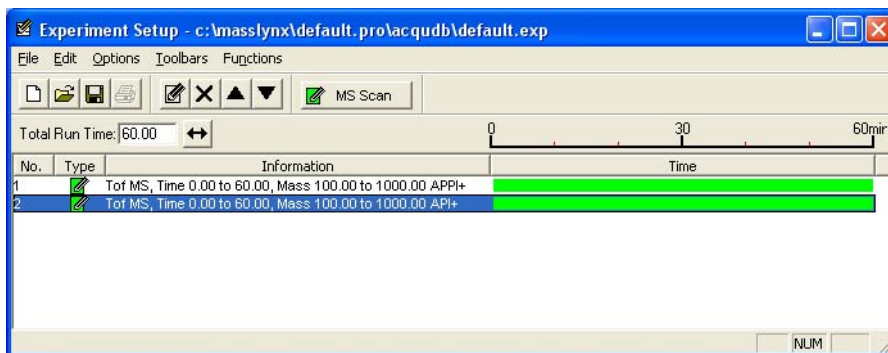 Experiment Setup - c:\masslynx\default.pro\acqudb\default.exp
File Edit Options Toolbars Functions
MS Scan
Total Run Time: 60.00 0 30 60min
No. Type Information Time
1 Tof MS, Time 0.00 to 60.00, Mass 100.00 to 1000.00 APPI+
2 Tof MS, Time 0.00 to 60.00, Mass 100.00 to 1000.00 API+
NUM